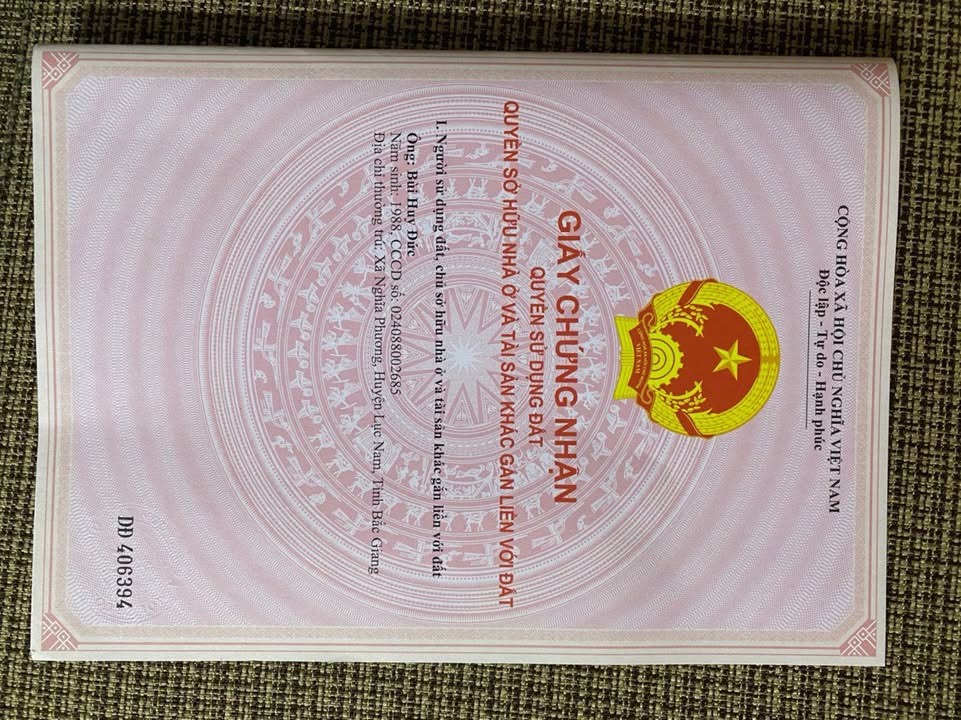 CỘNG HÒA XÃ HỘI CHỦ NGHĨA VIỆT NAM
Độc lập - Tự do - Hạnh phúc
VIỆT NAM
GIẤY CHỨNG NHẬN
QUYỀN SỬ DỤNG ĐẤT
QUYỀN SỞ HỮU NHÀ Ở VÀ TÀI SẢN KHÁC GẮN LIỀN VỚI ĐẤT
I. Người sử dụng đất, chủ sở hữu nhà ở và tài sản khác gắn liền với đất
Ông: Bùi Huy Đức
Năm sinh: 1988, CCCD số: 024088002685
Địa chỉ thường trú: Xã Nghĩa Phương, Huyện Lục Nam, Tỉnh Bắc Giang
DĐ 406394